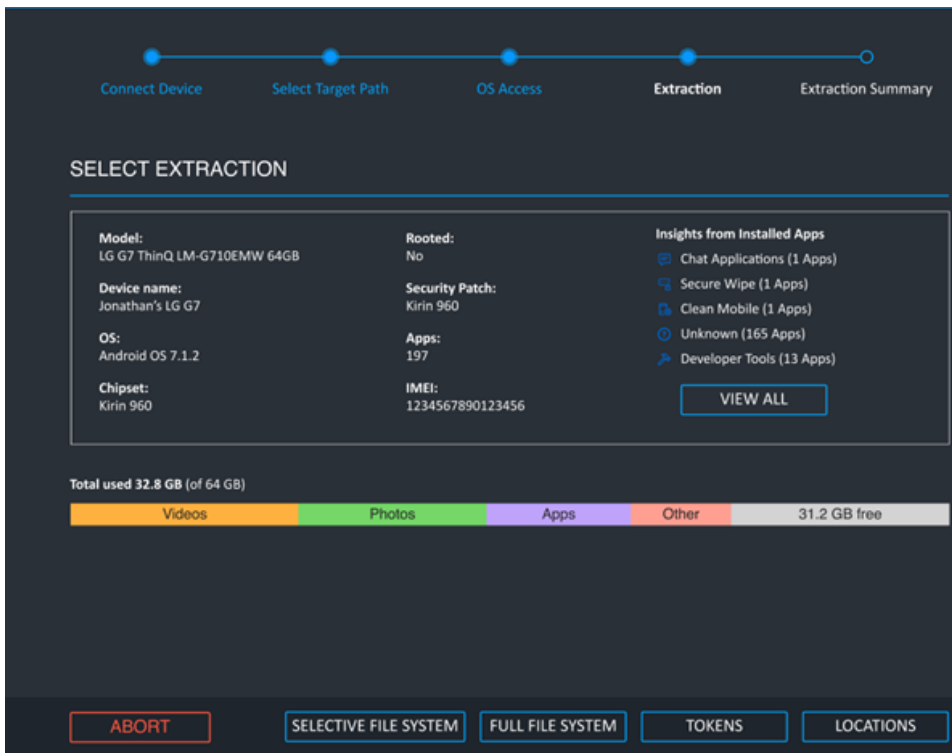 Connect Device
Select Target Path
OS Access
Extraction
Extraction Summary
SELECT EXTRACTION
Model:
LG G7 ThinQ LM-G710EMW 64GB
Device name:
Jonathan's LG G7
OS:
Android OS 7.1.2
Chipset:
Kirin 960
Rooted:
No
Security Patch:
Kirin 960
Apps:
197
IMEI:
1234567890123456
Insights from Installed Apps
Chat Applications (1 Apps)
Secure Wipe (1 Apps)
Clean Mobile (1 Apps)
Unknown (165 Apps)
Developer Tools (13 Apps)
VIEW ALL
Total used 32.8 GB (of 64 GB)
Videos
Photos
Apps
Other
31.2 GB free
ABORT
SELECTIVE FILE SYSTEM
FULL FILE SYSTEM
TOKENS
LOCATIONS